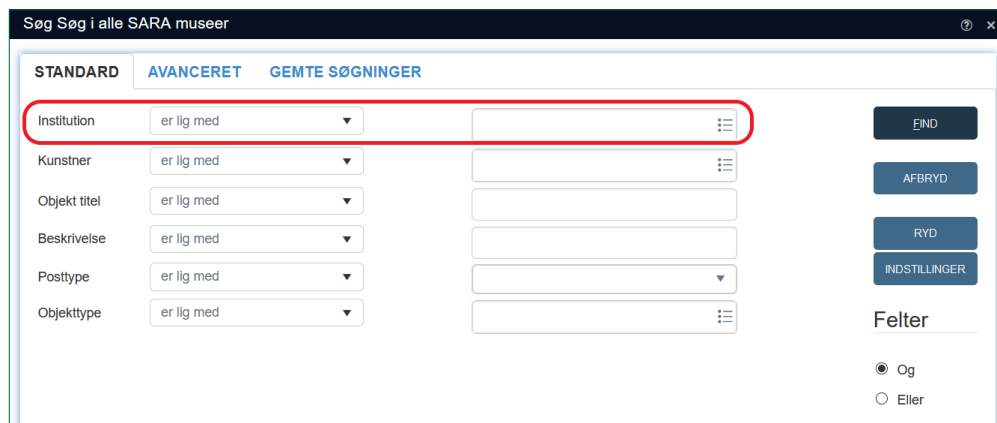 Søg Søg i alle SARA museer
STANDARD AVANCERET GEMTE SØGNINGER
Institution er lig med FIND
Kunstner er lig med AFBRYD
Objekt titel er lig med
Beskrivelse er lig med RYD
Posttype er lig med INDSTILLINGER
Objekttype er lig med
Felter
Og
Eller